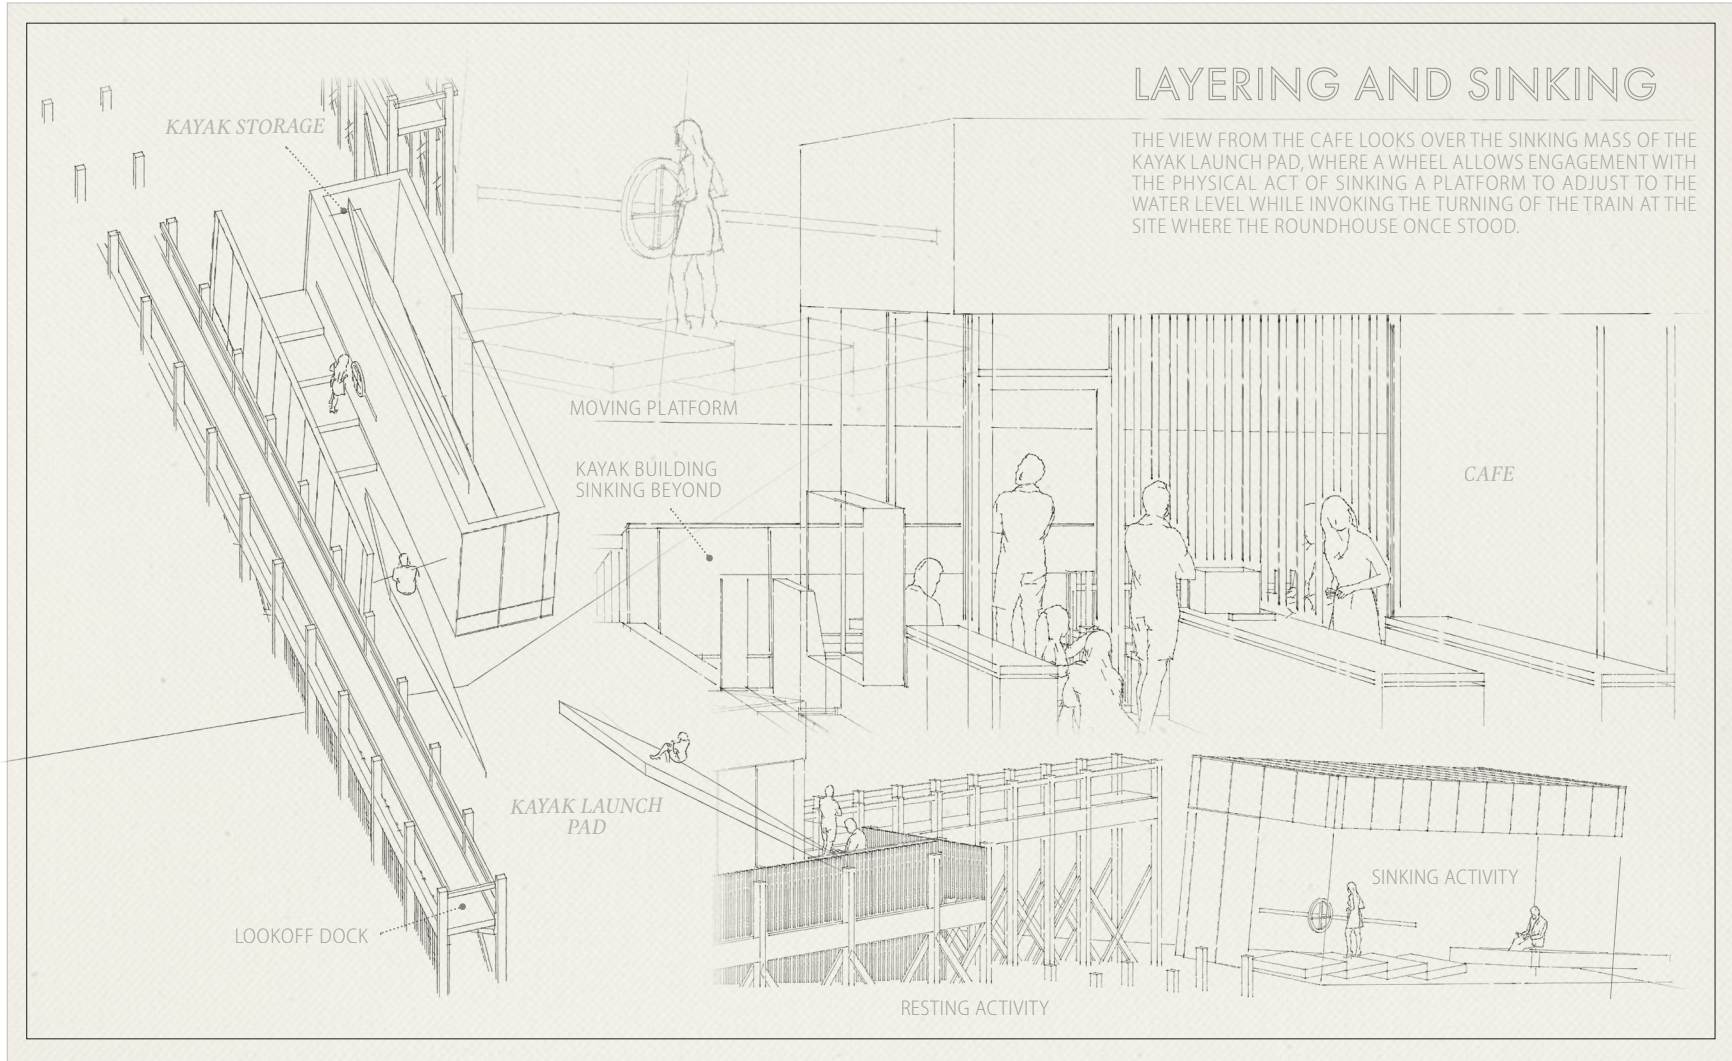 LAYERING AND SINKING
THE VIEW FROM THE CAFE LOOKS OVER THE SINKING MASS OF THE
KAYAK LAUNCH PAD, WHERE A WHEEL ALLOWS ENGAGEMENT WITH
THE PHYSICAL ACT OF SINKING A PLATFORM TO ADJUST TO THE
WATER LEVEL WHILE INVOKING THE TURNING OF THE TRAIN AT THE
SITE WHERE THE ROUNDHOUSE ONCE STOOD.
KAYAK STORAGE
MOVING PLATFORM
KAYAK BUILDING
SINKING BEYOND
CAFE
KAYAK LAUNCH
PAD
SINKING ACTIVITY
LOOKOFF DOCK
RESTING ACTIVITY